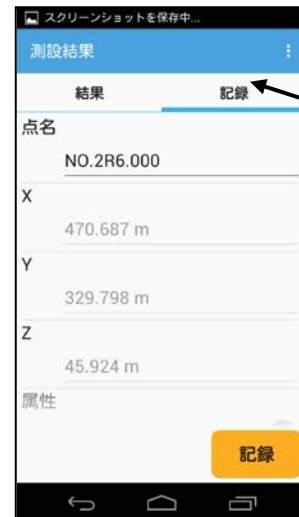 スクリーンショットを保存中...
測設結果
結果 記録
点名
NO.2R6.000
X
470.687 m
Y
329.798 m
Z
45.924 m
属性
記録